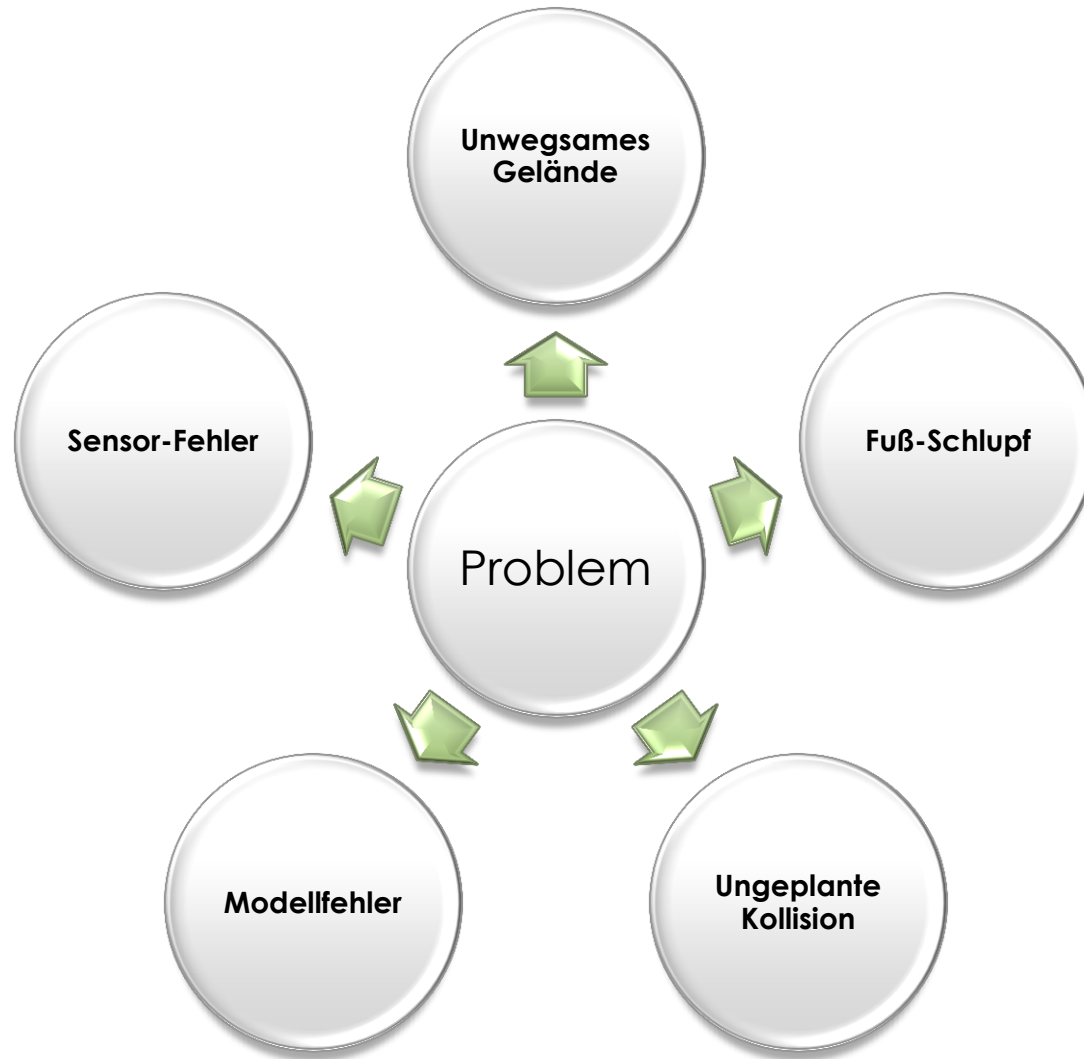 Unwegsames
Gelände
Sensor-Fehler
Fuß-Schlupf
Problem
Modellfehler
Ungeplante
Kollision